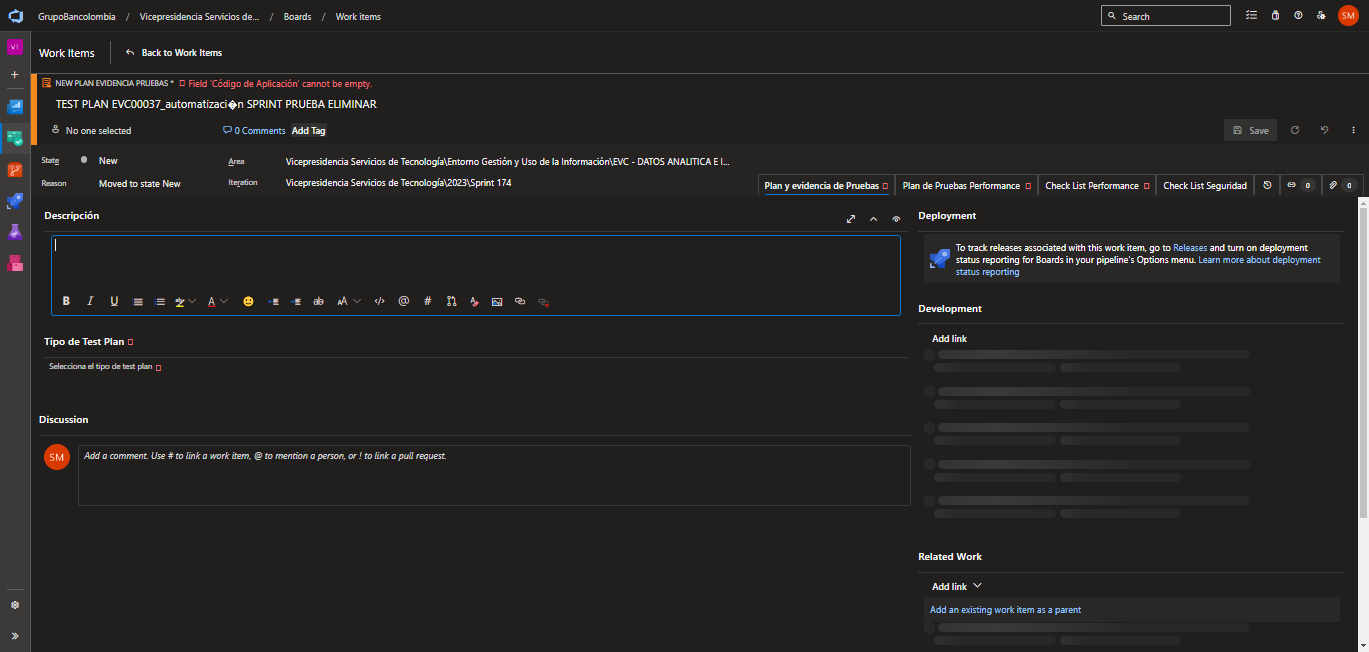 GrupoBancolombia / Vicepresidencia Servicios de... / Boards / Work items
Search
SM
VT
Work Items
Back to Work Items
NEW PLAN EVIDENCIA PRUEBAS * Field 'Código de Aplicación' cannot be empty.
TEST PLAN EVC00037_automatizaci�n SPRINT PRUEBA ELIMINAR
No one selected
0 Comments
Add Tag
Save
State
New
Area
Vicepresidencia Servicios de Tecnología\Entorno Gestión y Uso de la Información\EVC - DATOS ANALITICA E I...
Reason
Moved to state New
Iteration
Vicepresidencia Servicios de Tecnología\2023\Sprint 174
Plan y evidencia de Pruebas
Plan de Pruebas Performance
Check List Performance
Check List Seguridad
0
0
Descripción
B I U A ab AA </> @ #
Tipo de Test Plan
Selecciona el tipo de test plan
Discussion
SM
Add a comment. Use # to link a work item, @ to mention a person, or ! to link a pull request.
Deployment
To track releases associated with this work item, go to Releases and turn on deployment
status reporting for Boards in your pipeline's Options menu. Learn more about deployment
status reporting
Development
Add link
Related Work
Add link
Add an existing work item as a parent